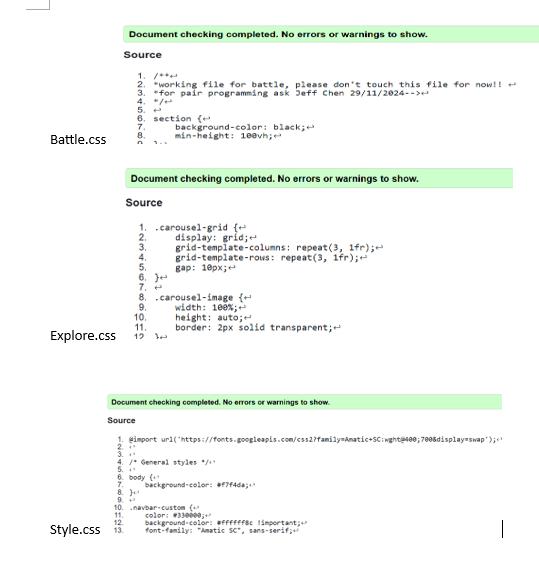 Document checking completed. No errors or warnings to show.
Source
1. /**↩
2. *working file for battle, please don't touch this file for now!! ↩
3. *for pair programming ask Jeff Chen 29/11/2024-->↩
4. */↩
5. ↩
6. section {↩
7. background-color: black;↩
8. min-height: 100vh;↩
Battle.css
Document checking completed. No errors or warnings to show.
Source
1. .carousel-grid {↩
2. display: grid;↩
3. grid-template-columns: repeat(3, 1fr);↩
4. grid-template-rows: repeat(3, 1fr);↩
5. gap: 10px;↩
6. }↩
7. ↩
8. .carousel-image {↩
9. width: 100%;↩
10. height: auto;↩
11. border: 2px solid transparent;↩
12 }↩
Explore.css
Document checking completed. No errors or warnings to show.
Source
1. @import url('https://fonts.googleapis.com/css2?family=Amatic+SC:wght@400;700&display=swap');↩
2. ↩
3. ↩
4. /* General styles */↩
5. ↩
6. body {↩
7. background-color: #f7f4da;↩
8. }↩
9. ↩
10. .navbar-custom {↩
11. color: #330000;↩
12. background-color: #ffffff8c !important;↩
13. font-family: "Amatic SC", sans-serif;↩
Style.css